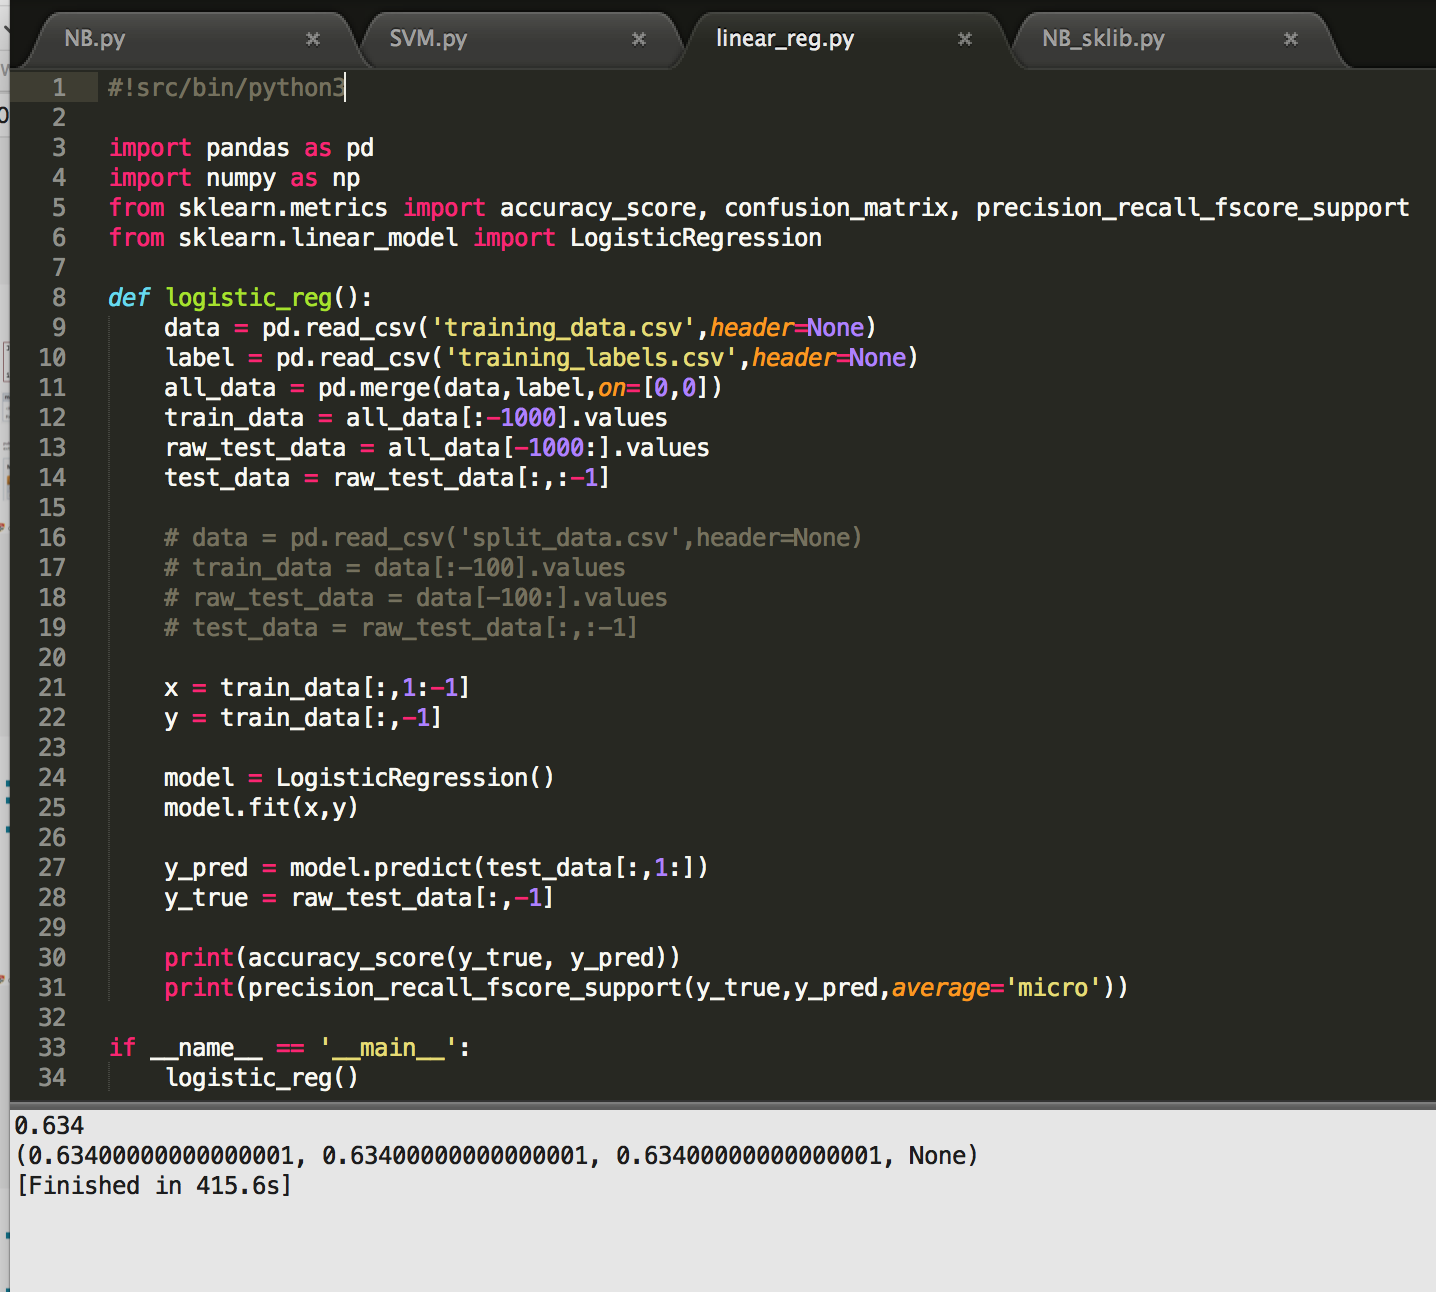 NB.py × SVM.py × linear_reg.py × NB_sklib.py ×
1 #!src/bin/python3
2
3 import pandas as pd
4 import numpy as np
5 from sklearn.metrics import accuracy_score, confusion_matrix, precision_recall_fscore_support
6 from sklearn.linear_model import LogisticRegression
7
8 def logistic_reg():
9     data = pd.read_csv('training_data.csv',header=None)
10     label = pd.read_csv('training_labels.csv',header=None)
11     all_data = pd.merge(data,label,on=[0,0])
12     train_data = all_data[:-1000].values
13     raw_test_data = all_data[-1000:].values
14     test_data = raw_test_data[:,:-1]
15
16     # data = pd.read_csv('split_data.csv',header=None)
17     # train_data = data[:-100].values
18     # raw_test_data = data[-100:].values
19     # test_data = raw_test_data[:,:-1]
20
21     x = train_data[:,1:-1]
22     y = train_data[:,-1]
23
24     model = LogisticRegression()
25     model.fit(x,y)
26
27     y_pred = model.predict(test_data[:,1:])
28     y_true = raw_test_data[:,-1]
29
30     print(accuracy_score(y_true, y_pred))
31     print(precision_recall_fscore_support(y_true,y_pred,average='micro'))
32
33 if __name__ == '__main__':
34     logistic_reg()
0.634
(0.63400000000000001, 0.63400000000000001, 0.63400000000000001, None)
[Finished in 415.6s]